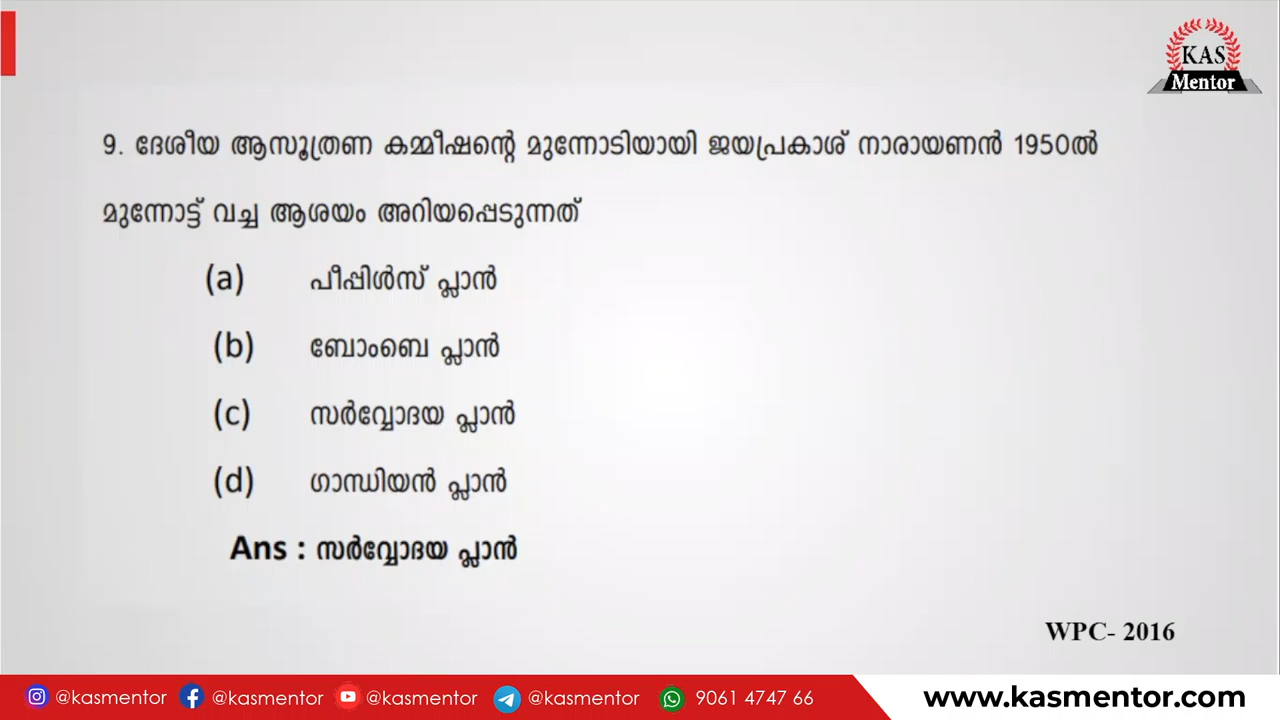 KAS
Mentor
9. ദേശീയ ആസൂത്രണ കമ്മീഷന്റെ മുന്നോടിയായി ജയപ്രകാശ് നാരായണൻ 1950ൽ
മുന്നോട്ട് വച്ച ആശയം അറിയപ്പെടുന്നത്
(a) പീപ്പിൾസ് പ്ലാൻ
(b) ബോംബെ പ്ലാൻ
(c) സർവ്വോദയ പ്ലാൻ
(d) ഗാന്ധിയൻ പ്ലാൻ
Ans : സർവ്വോദയ പ്ലാൻ
WPC- 2016
@kasmentor @kasmentor @kasmentor @kasmentor 9061 4747 66 www.kasmentor.com